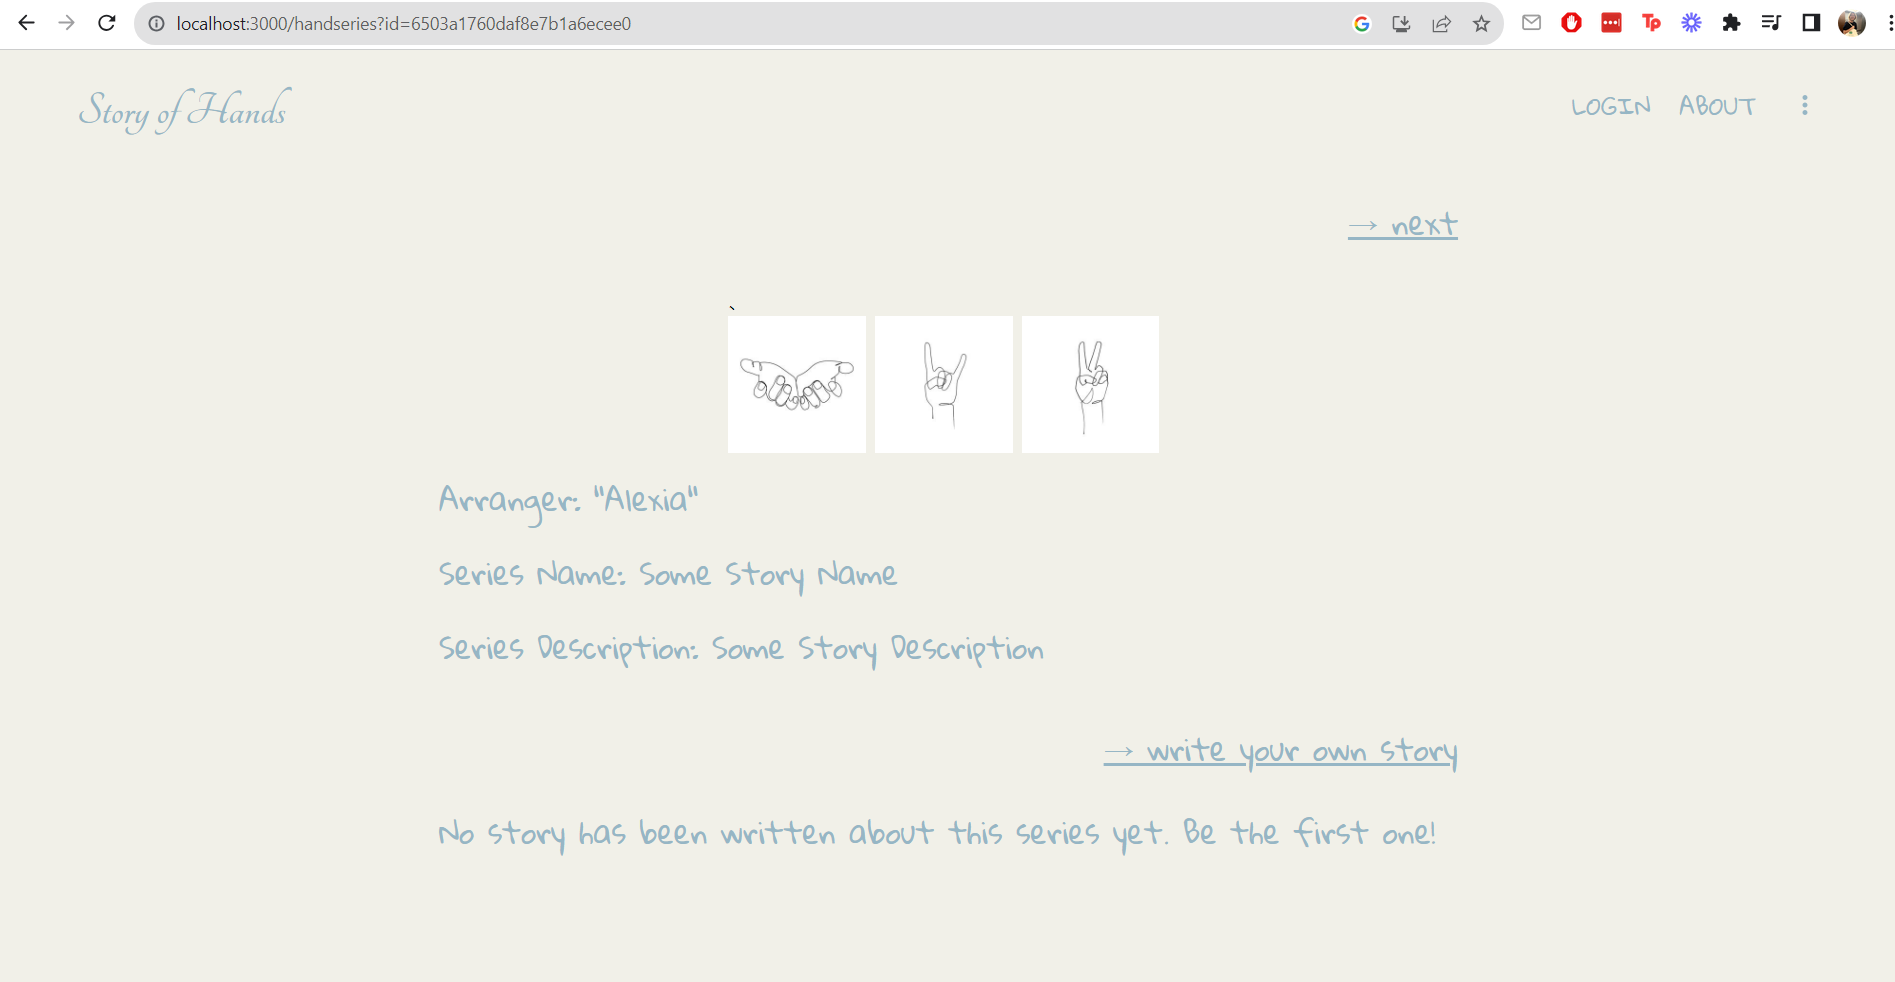 localhost:3000/handseries?id=6503a1760daf8e7b1a6ecee0
Story of Hands
LOGIN ABOUT
→ next
`
Arranger: "Alexia"
Series Name: Some Story Name
Series Description: Some Story Description
→ write your own story
No story has been written about this series yet. Be the first one!